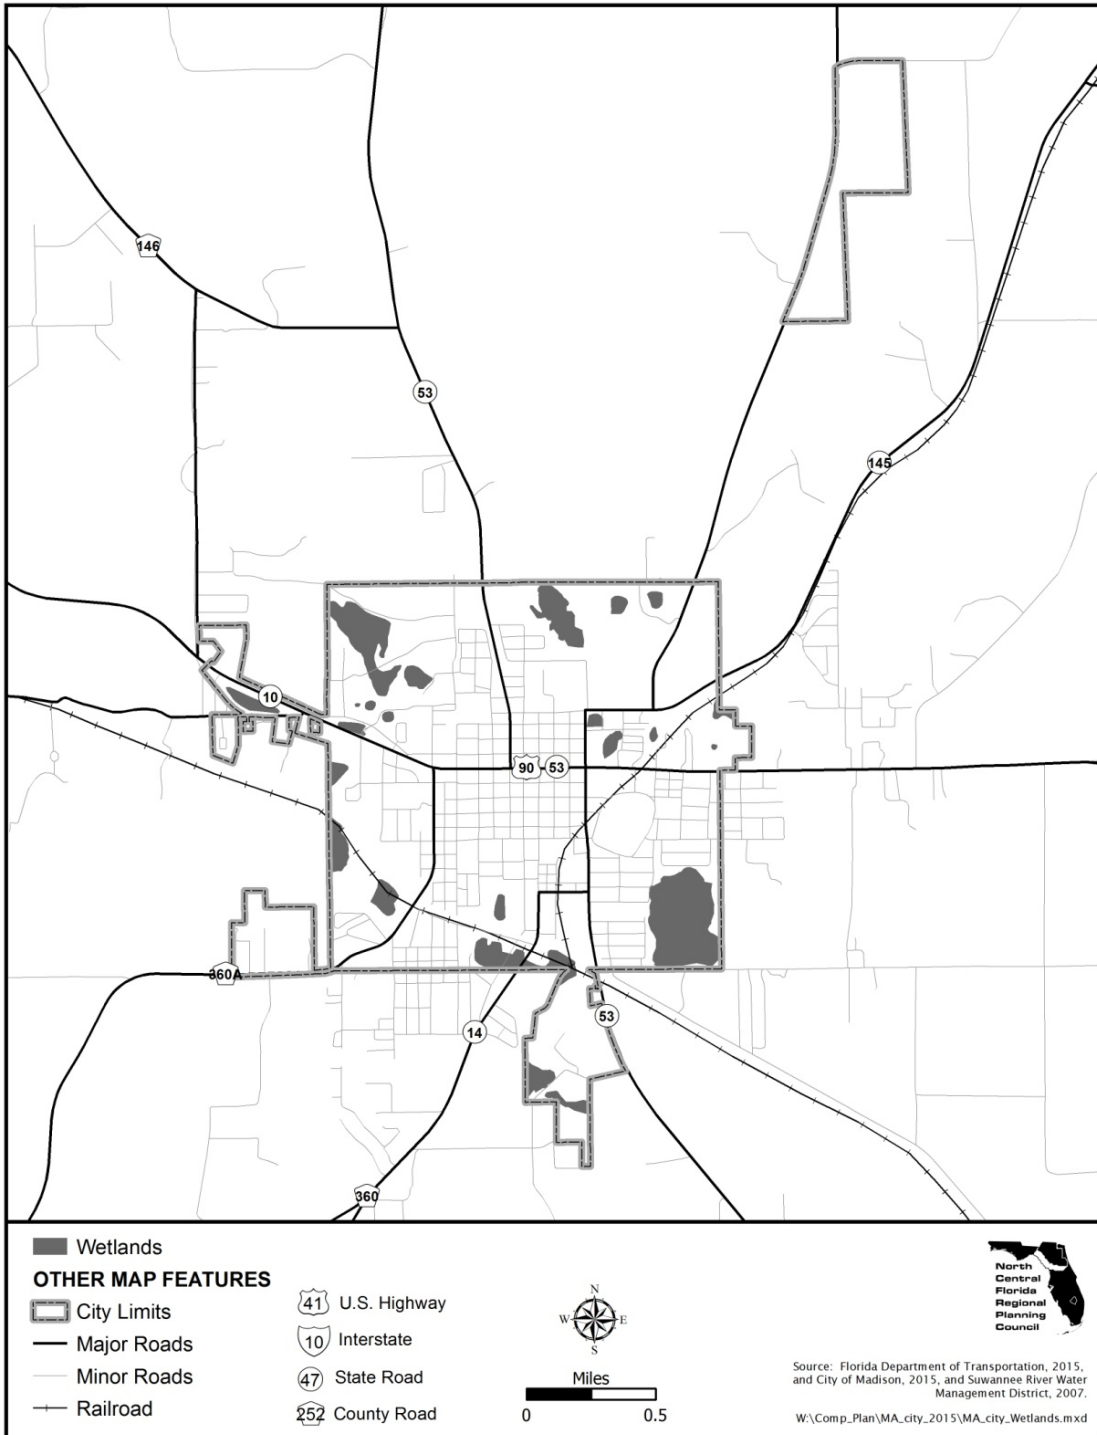 146
53
145
10
90
53
360A
14
53
360
Wetlands
OTHER MAP FEATURES
City Limits
Major Roads
Minor Roads
Railroad
41 U.S. Highway
10 Interstate
47 State Road
252 County Road
N
W E
S
Miles
0 0.5
North
Central
Florida
Regional
Planning
Council
Source: Florida Department of Transportation, 2015,
and City of Madison, 2015, and Suwannee River Water
Management District, 2007.
W:\Comp_Plan\MA_city_2015\MA_city_Wetlands.mxd